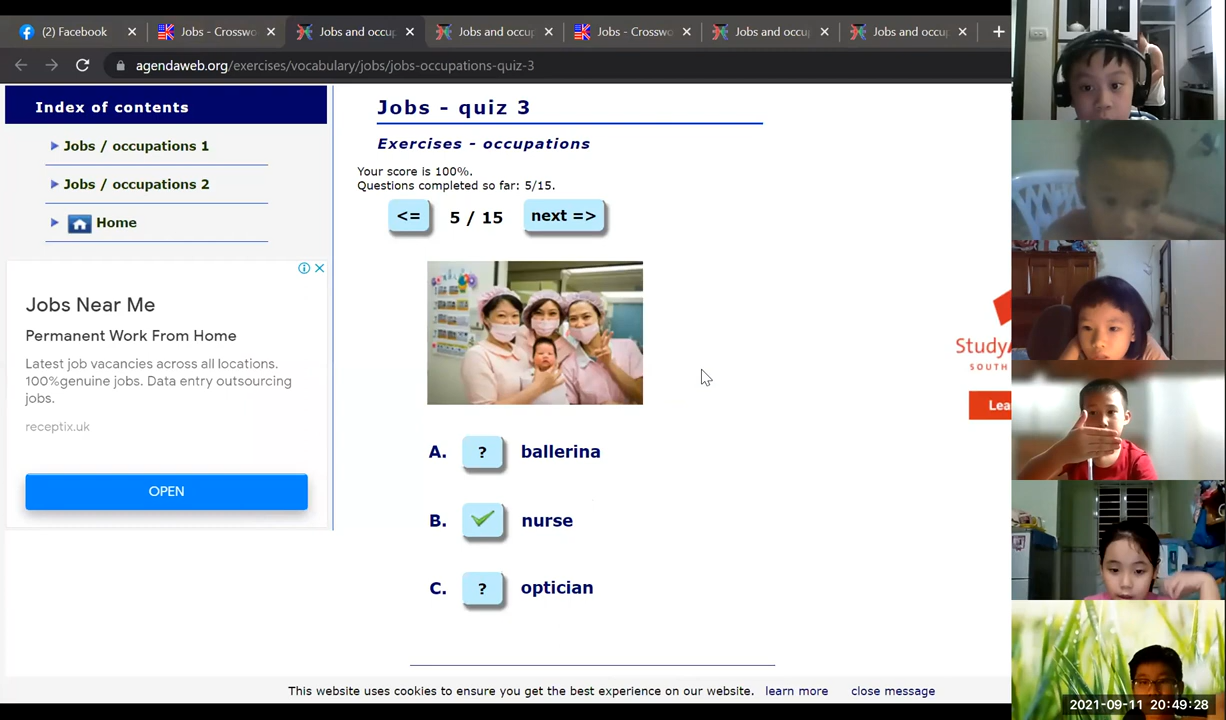 (2) Facebook
Jobs - Crosswo
Jobs and occu
Jobs and occu
Jobs - Crossw
Jobs and occu
Jobs and occu
agendaweb.org/exercises/vocabulary/jobs/jobs-occupations-quiz-3
Index of contents
Jobs / occupations 1
Jobs / occupations 2
Home
Jobs Near Me
Permanent Work From Home
Latest job vacancies across all locations.
100%genuine jobs. Data entry outsourcing
jobs.
receptix.uk
OPEN
Jobs - quiz 3
Exercises - occupations
Your score is 100%.
Questions completed so far: 5/15.
<= 5 / 15 next =>
A. ? ballerina
B. nurse
C. ? optician
StudyA
SOUTH
Lea
This website uses cookies to ensure you get the best experience on our website. learn more close message
2021-09-11 20:49:28